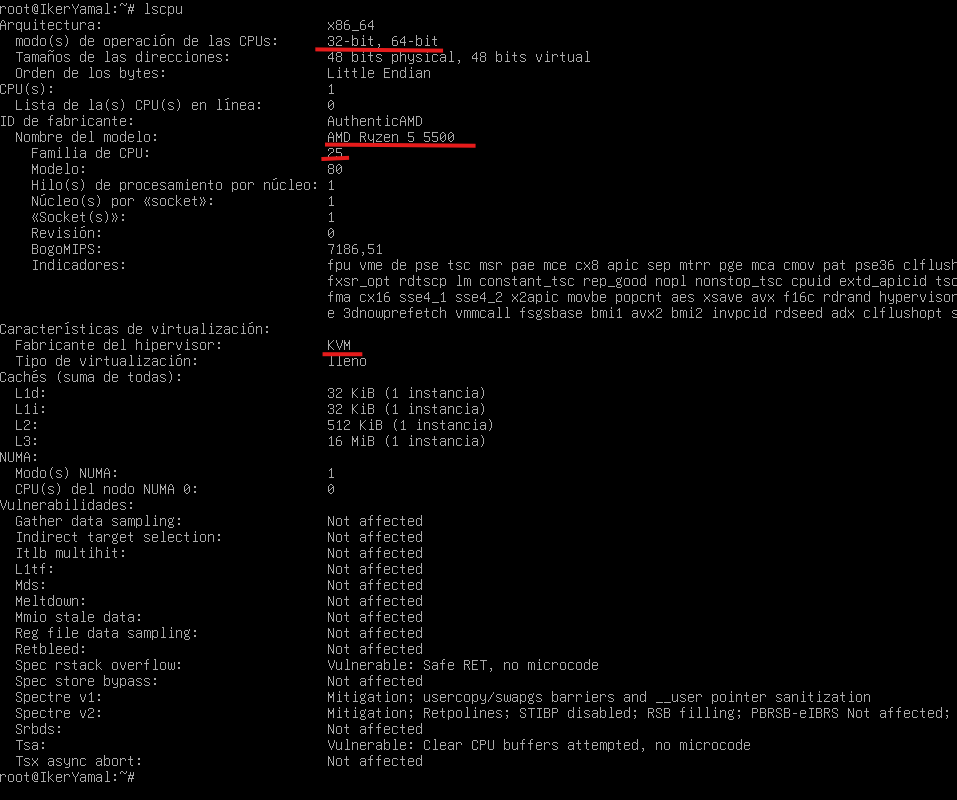 root@IkerYamal:~# lscpu
Arquitectura: x86_64
modo(s) de operación de las CPUs: 32-bit, 64-bit
Tamaños de las direcciones: 48 bits physical, 48 bits virtual
Orden de los bytes: Little Endian
CPU(s): 1
Lista de la(s) CPU(s) en línea: 0
ID de fabricante: AuthenticAMD
Nombre del modelo: AMD Ryzen 5 5500
Familia de CPU: 25
Modelo: 80
Hilo(s) de procesamiento por núcleo: 1
Núcleo(s) por «socket»: 1
«Socket(s)»: 1
Revisión: 0
BogoMIPS: 7186,51
Indicadores: fpu vme de pse tsc msr pae mce cx8 apic sep mtrr pge mca cmov pat pse36 clflush
fxsr_opt rdtscp lm constant_tsc rep_good nopl nonstop_tsc cpuid extd_apicid tsc
fma cx16 sse4_1 sse4_2 x2apic movbe popcnt aes xsave avx f16c rdrand hypervisor
e 3dnowprefetch vmmcall fsgsbase bmi1 avx2 bmi2 invpcid rdseed adx clflushopt s
Características de virtualización:
Fabricante del hipervisor: KVM
Tipo de virtualización: lleno
Cachés (suma de todas):
L1d: 32 KiB (1 instancia)
L1i: 32 KiB (1 instancia)
L2: 512 KiB (1 instancia)
L3: 16 MiB (1 instancia)
NUMA:
Modo(s) NUMA: 1
CPU(s) del nodo NUMA 0: 0
Vulnerabilidades:
Gather data sampling: Not affected
Indirect target selection: Not affected
Itlb multihit: Not affected
L1tf: Not affected
Mds: Not affected
Meltdown: Not affected
Mmio stale data: Not affected
Reg file data sampling: Not affected
Retbleed: Not affected
Spec rstack overflow: Vulnerable: Safe RET, no microcode
Spec store bypass: Not affected
Spectre v1: Mitigation; usercopy/swapgs barriers and __user pointer sanitization
Spectre v2: Mitigation; Retpolines; STIBP disabled; RSB filling; PBRSB-eIBRS Not affected;
Srbds: Not affected
Tsa: Vulnerable: Clear CPU buffers attempted, no microcode
Tsx async abort: Not affected
root@IkerYamal:~#